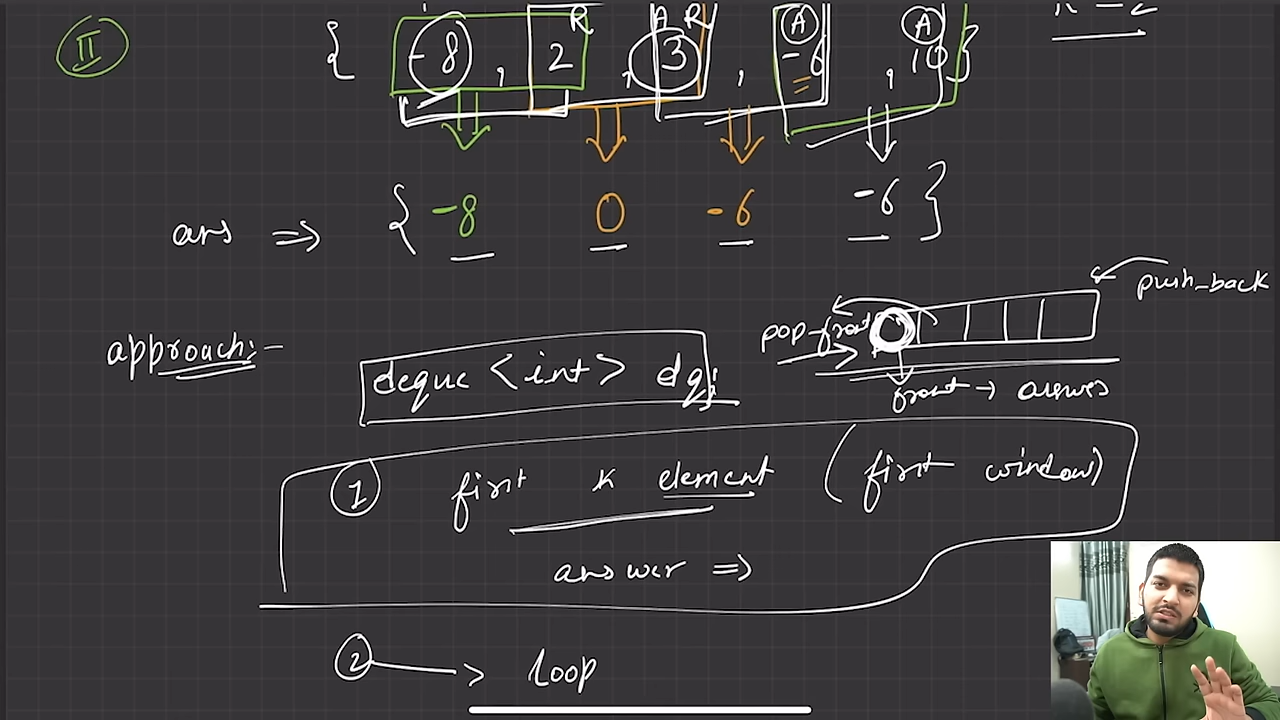 II
{ -8 , 2 , 3 , -6 , 10 }
R A R A A
ans => { -8 0 -6 -6 }
push_back
pop_front
front → answer
approach:-
deque <int> dq;
1 first K element (first window)
answer =>
2 → loop